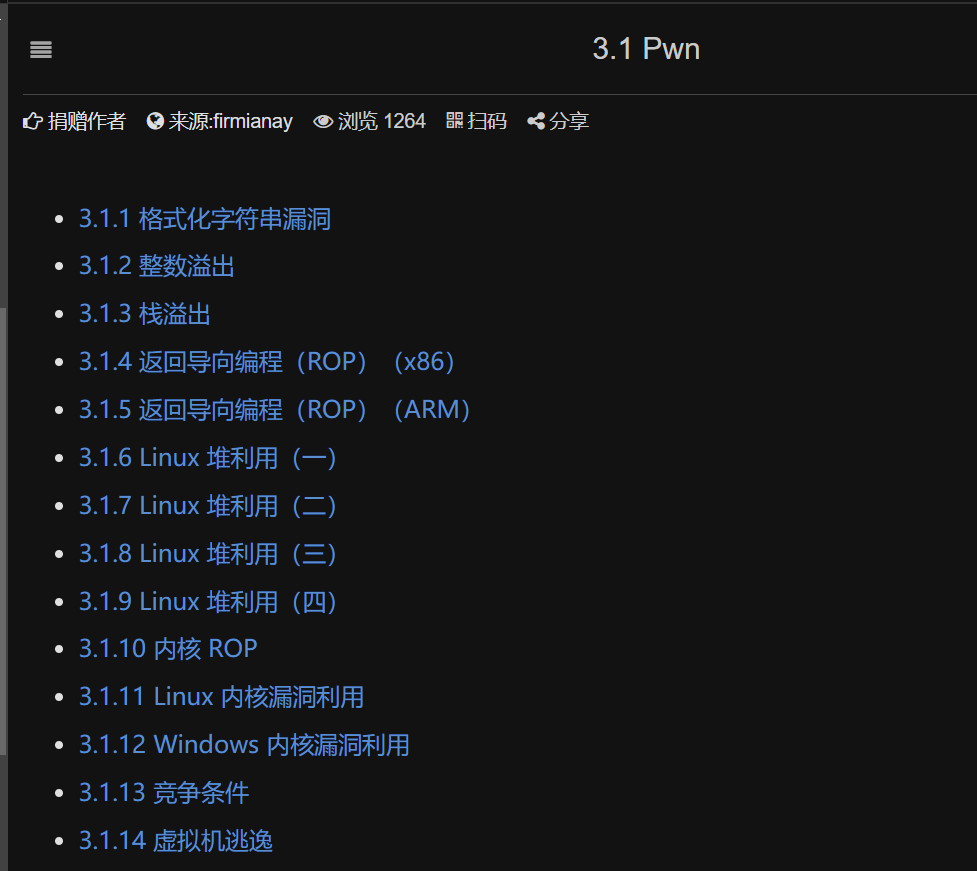 3.1 Pwn
捐赠作者 来源:firmianay 浏览 1264 扫码 分享
3.1.1 格式化字符串漏洞
3.1.2 整数溢出
3.1.3 栈溢出
3.1.4 返回导向编程（ROP）（x86）
3.1.5 返回导向编程（ROP）（ARM）
3.1.6 Linux 堆利用（一）
3.1.7 Linux 堆利用（二）
3.1.8 Linux 堆利用（三）
3.1.9 Linux 堆利用（四）
3.1.10 内核 ROP
3.1.11 Linux 内核漏洞利用
3.1.12 Windows 内核漏洞利用
3.1.13 竞争条件
3.1.14 虚拟机逃逸